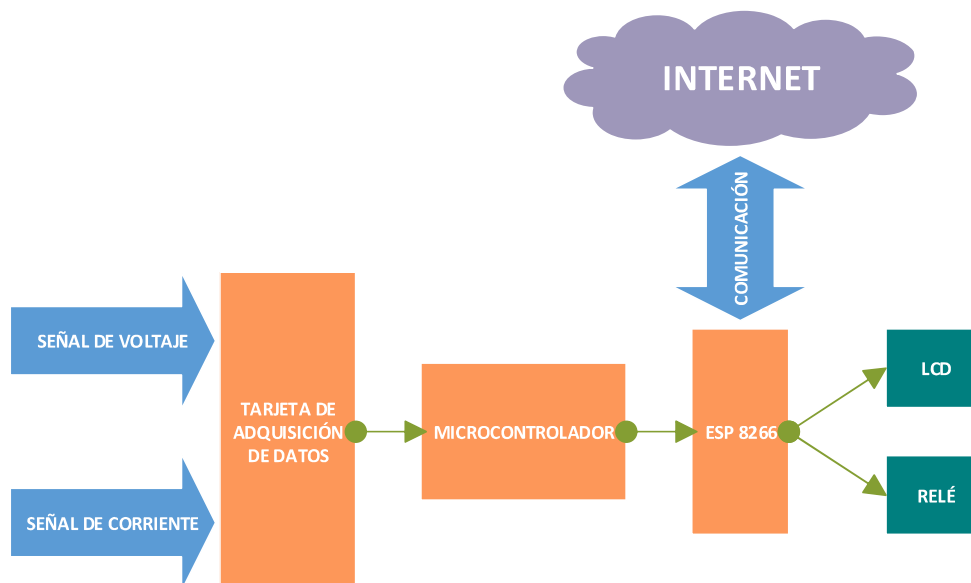 INTERNET
COMUNICACIÓN
SEÑAL DE VOLTAJE
TARJETA DE
ADQUISICIÓN
DE DATOS
MICROCONTROLADOR
ESP 8266
LCD
RELÉ
SEÑAL DE CORRIENTE